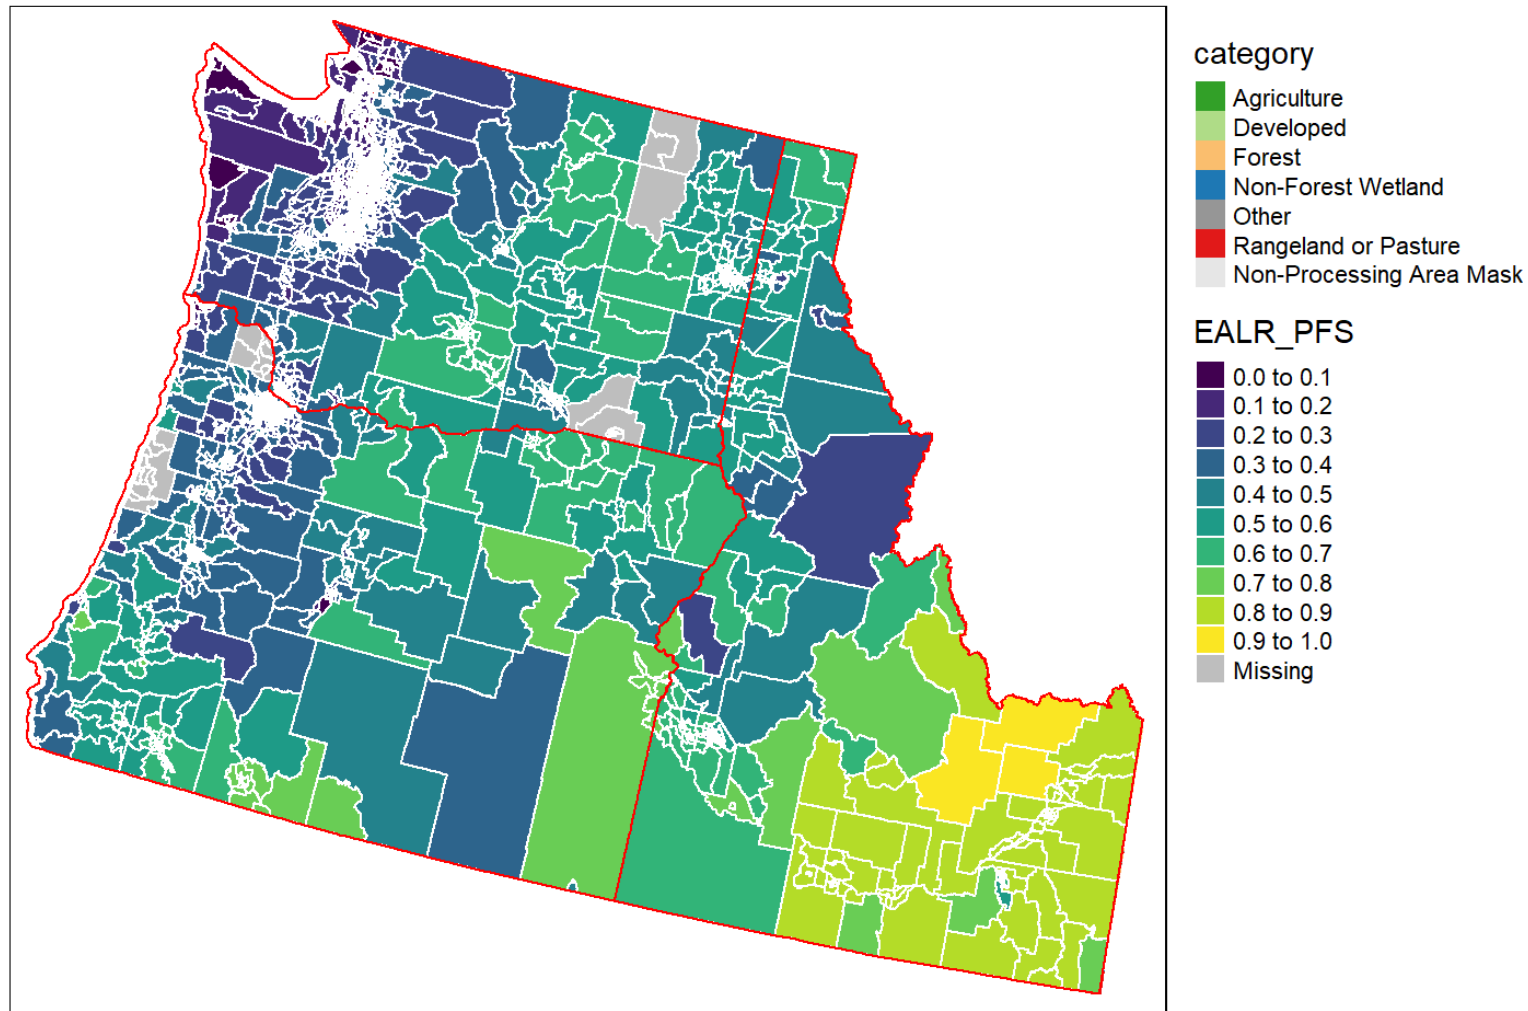 category
Agriculture
Developed
Forest
Non-Forest Wetland
Other
Rangeland or Pasture
Non-Processing Area Mask
EALR_PFS
0.0 to 0.1
0.1 to 0.2
0.2 to 0.3
0.3 to 0.4
0.4 to 0.5
0.5 to 0.6
0.6 to 0.7
0.7 to 0.8
0.8 to 0.9
0.9 to 1.0
Missing